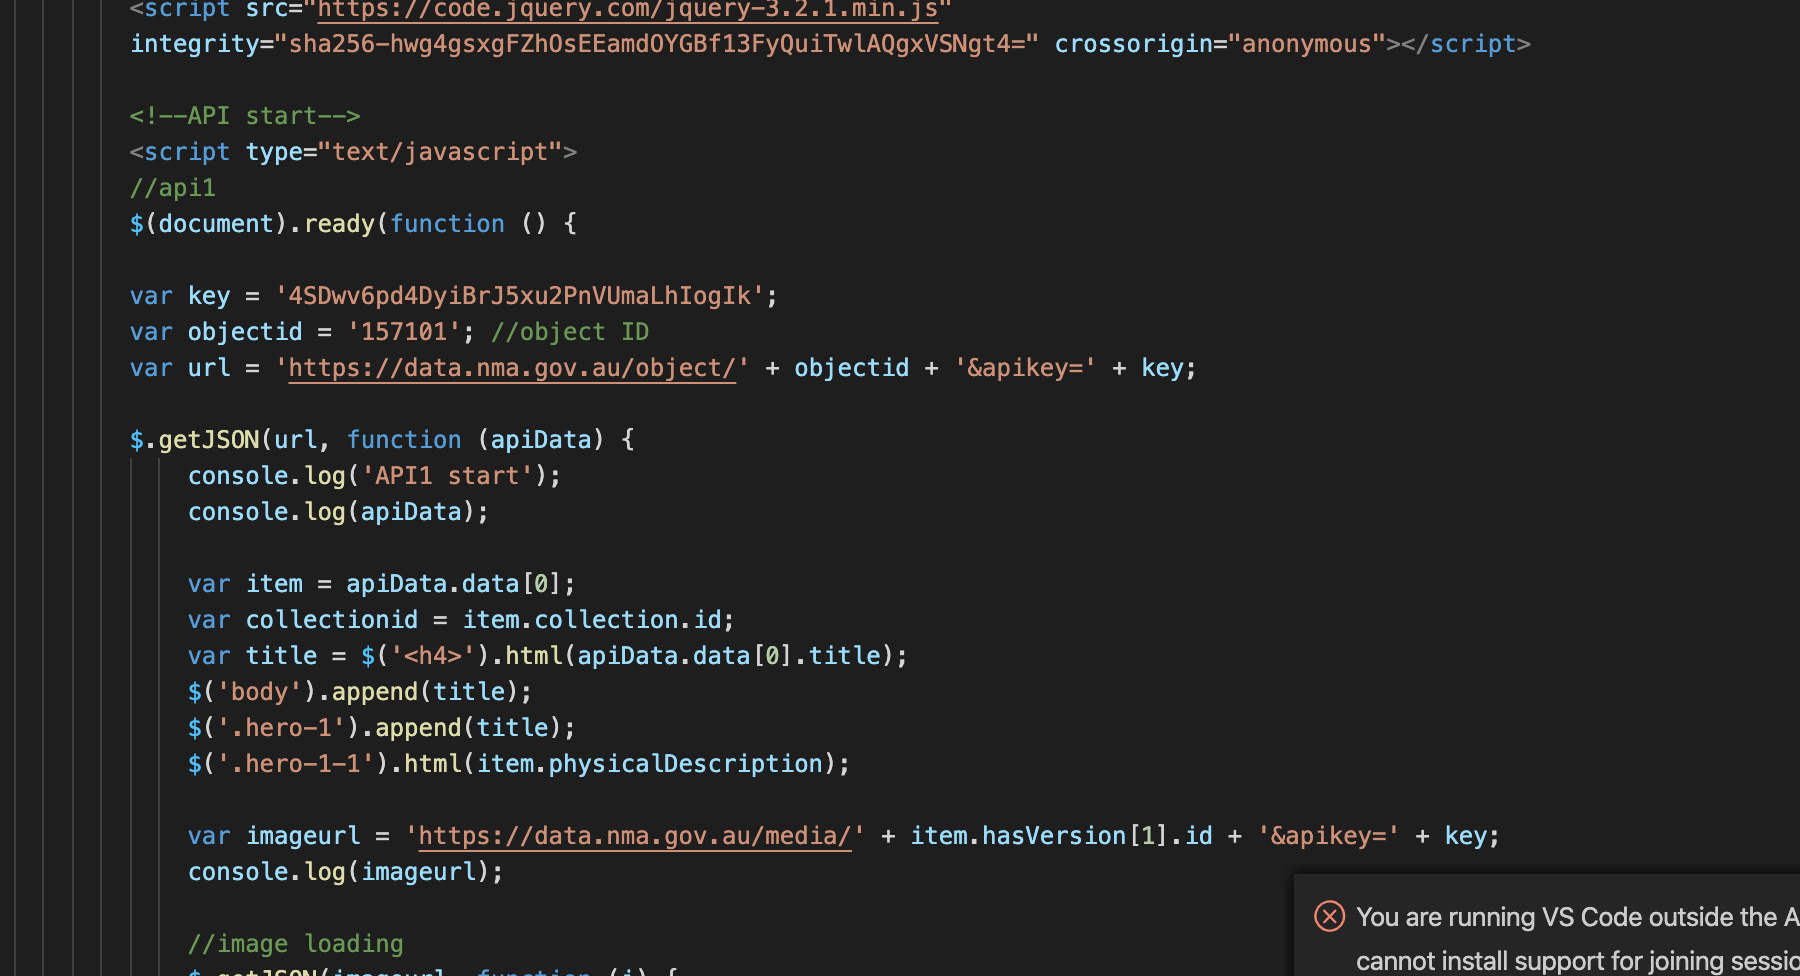 <script src="https://code.jquery.com/jquery-3.2.1.min.js"
integrity="sha256-hwg4gsxgFZhOsEEamdOYGBf13FyQuiTwlAQgxVSNgt4=" crossorigin="anonymous"></script>
<!--API start-->
<script type="text/javascript">
//api1
$(document).ready(function () {
var key = '4SDwv6pd4DyiBrJ5xu2PnVUmaLhIogIk';
var objectid = '157101'; //object ID
var url = 'https://data.nma.gov.au/object/' + objectid + '&apikey=' + key;
$.getJSON(url, function (apiData) {
console.log('API1 start');
console.log(apiData);
var item = apiData.data[0];
var collectionid = item.collection.id;
var title = $('<h4>').html(apiData.data[0].title);
$('body').append(title);
$('.hero-1').append(title);
$('.hero-1-1').html(item.physicalDescription);
var imageurl = 'https://data.nma.gov.au/media/' + item.hasVersion[1].id + '&apikey=' + key;
console.log(imageurl);
//image loading
$.getJSON(imageurl, function (i) {
You are running VS Code outside the A
cannot install support for joining sessio